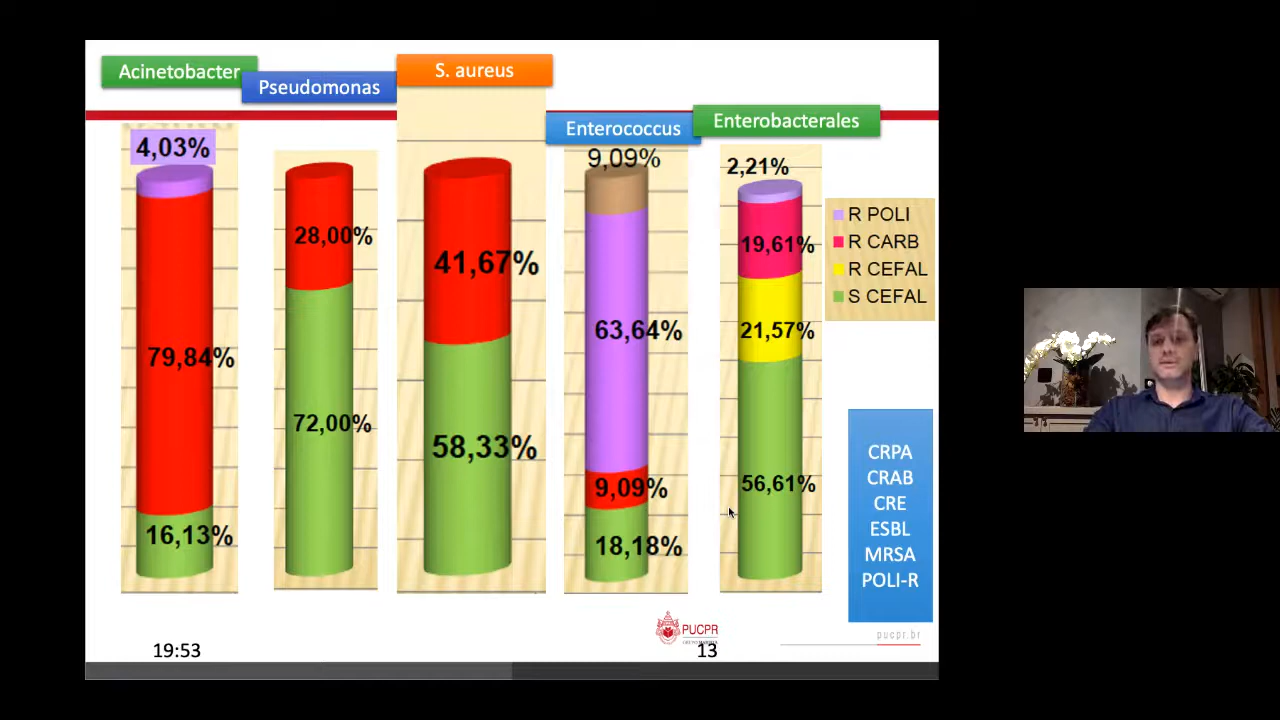 Acinetobacter
Pseudomonas
S. aureus
Enterococcus
Enterobacterales
4,03%
79,84%
16,13%
28,00%
72,00%
41,67%
58,33%
9,09%
63,64%
9,09%
18,18%
2,21%
19,61%
21,57%
56,61%
R POLI
R CARB
R CEFAL
S CEFAL
CRPA
CRAB
CRE
ESBL
MRSA
POLI-R
PUCPR
pucpr.br
19:53
13